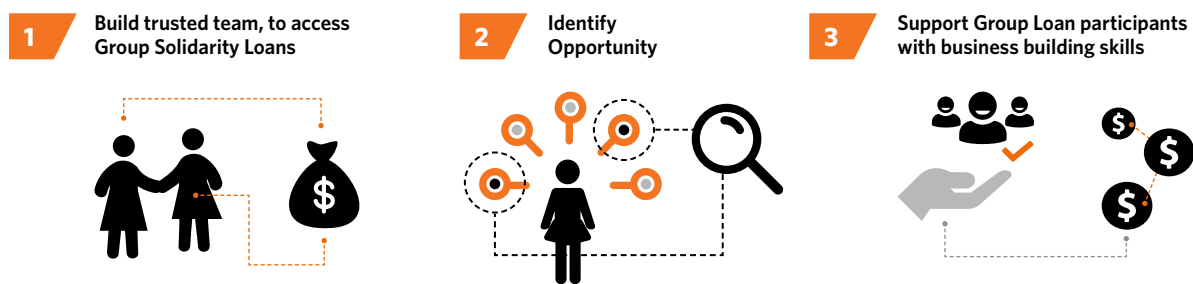 1
Build trusted team, to access
Group Solidarity Loans
2
Identify
Opportunity
3
Support Group Loan participants
with business building skills
$
$
$
$